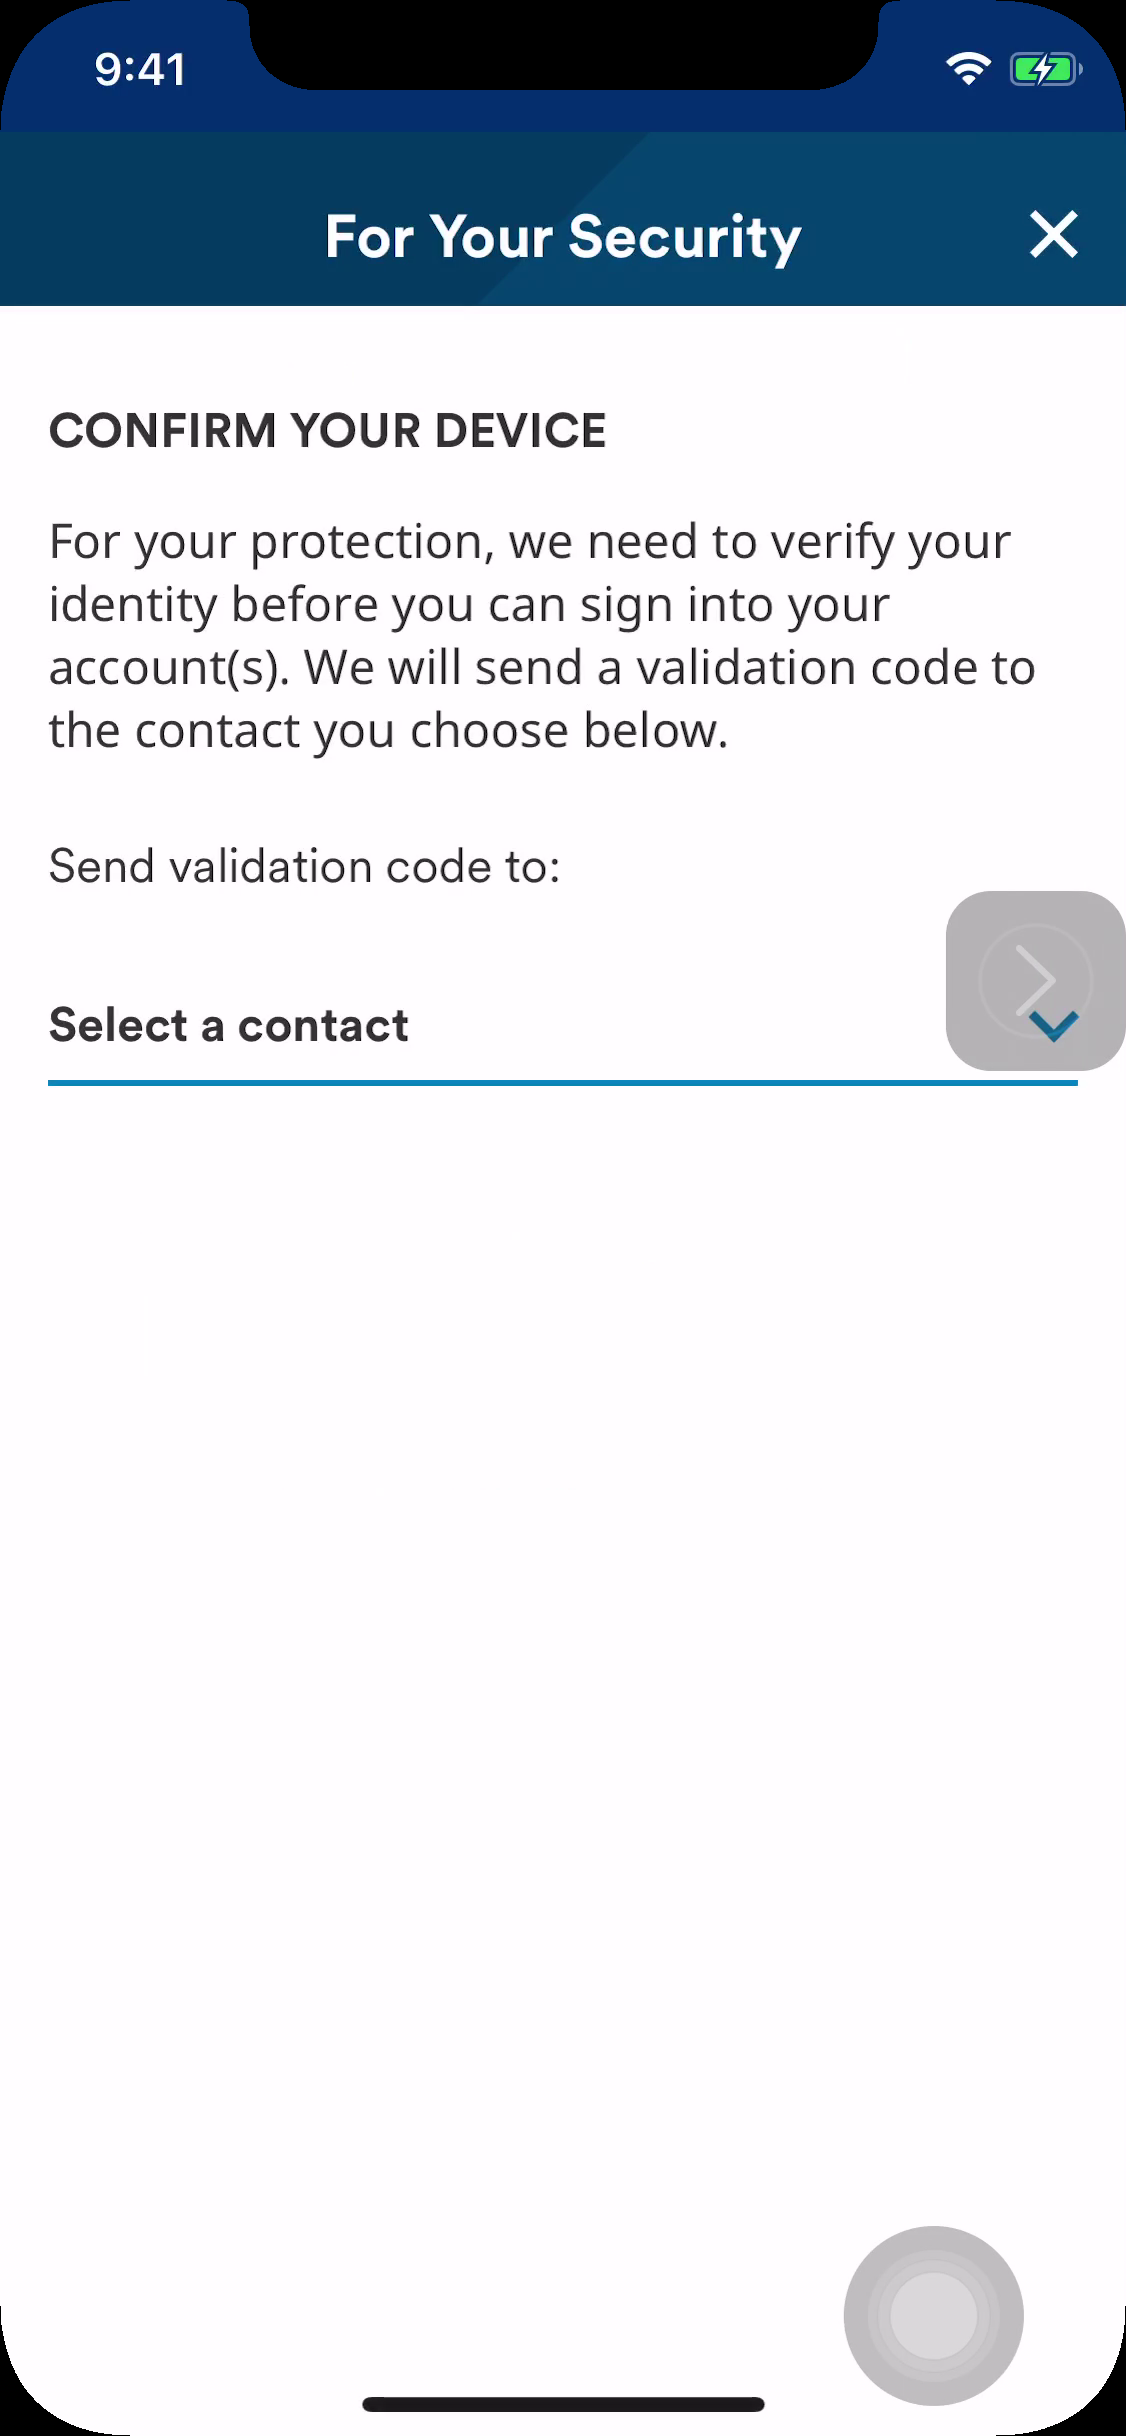 9:41
For Your Security
CONFIRM YOUR DEVICE
For your protection, we need to verify your
identity before you can sign into your
account(s). We will send a validation code to
the contact you choose below.
Send validation code to:
Select a contact